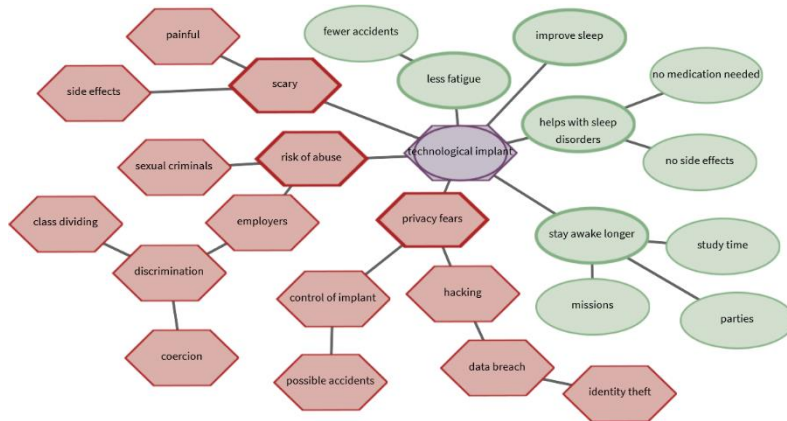 fewer accidents
improve sleep
painful
scary
less fatigue
no medication needed
side effects
helps with sleep
disorders
technological implant
sexual criminals
risk of abuse
no side effects
class dividing
employers
privacy fears
stay awake longer
study time
discrimination
control of implant
hacking
missions
parties
coercion
possible accidents
data breach
identity theft